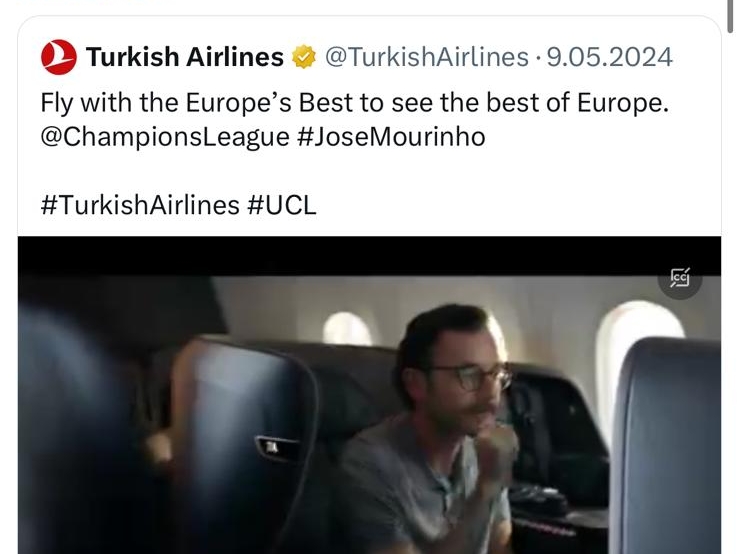 Turkish Airlines @TurkishAirlines · 9.05.2024
Fly with the Europe’s Best to see the best of Europe.
@ChampionsLeague #JoseMourinho
#TurkishAirlines #UCL
cc